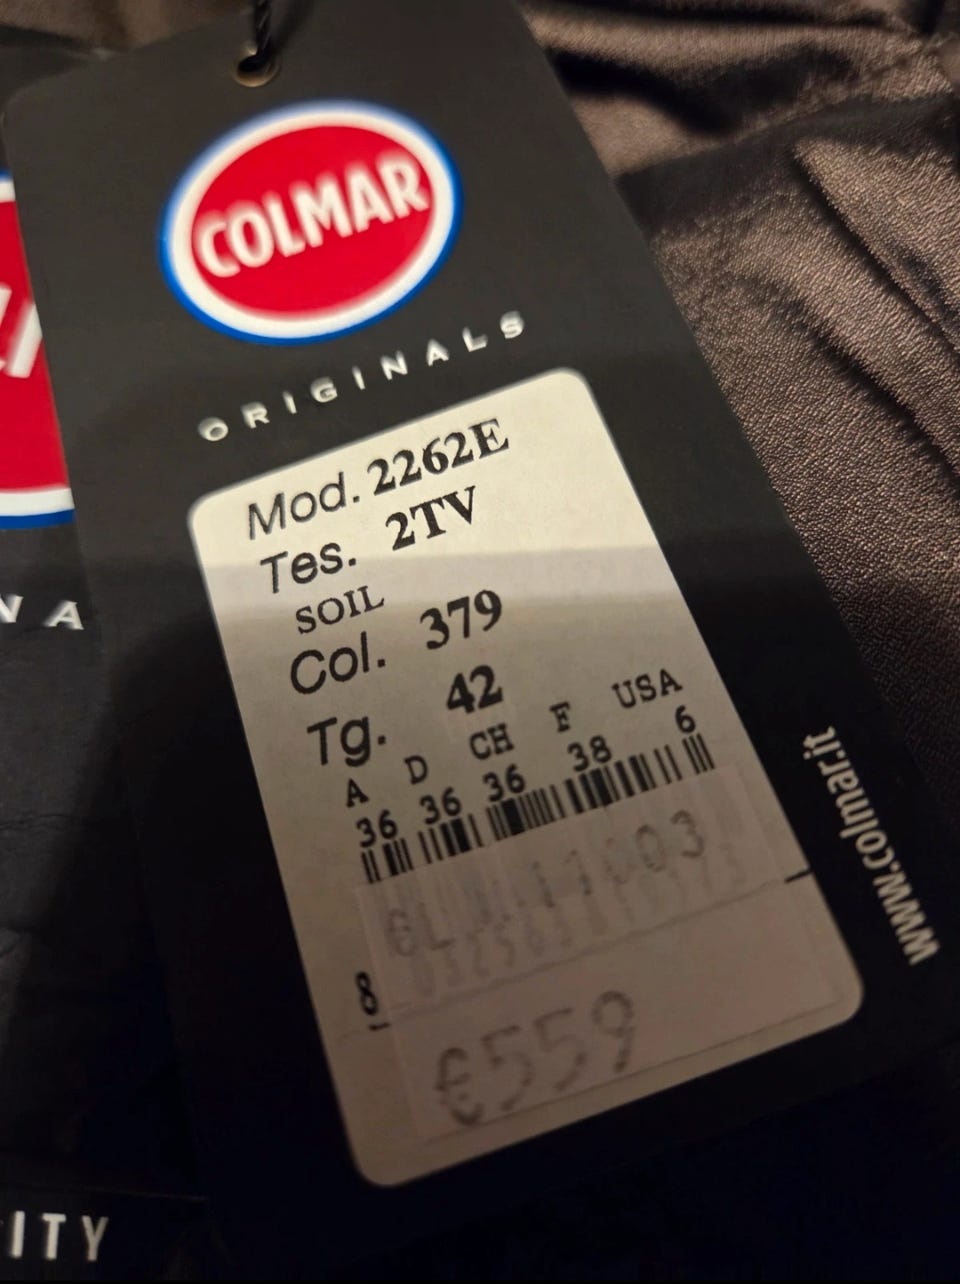 COLMAR
ORIGINALS
Mod. 2262E
Tes. 2TV
SOIL
Col. 379
Tg. 42
A D CH F USA
36 36 36 38 6
8
€559
www.colmar.it
N A
ITY